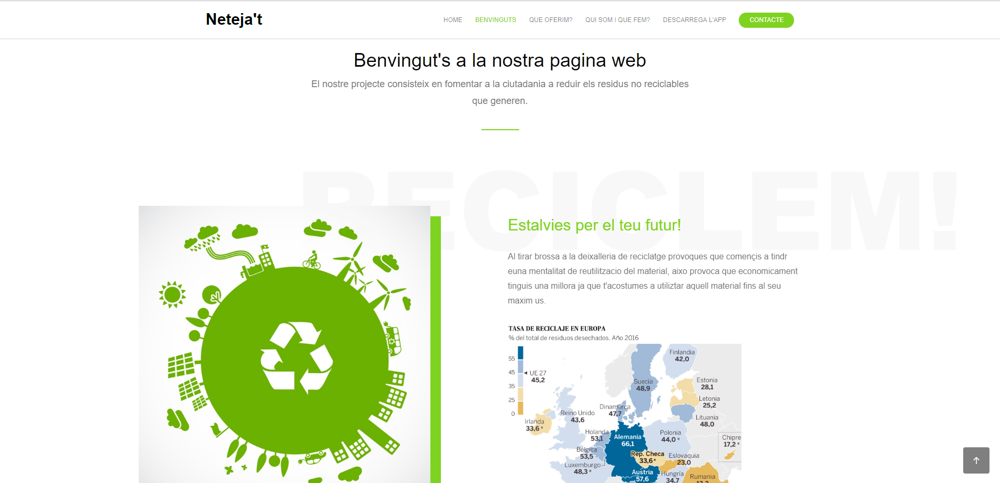 Neteja't
HOME BENVINGUTS QUE OFERIM? QUI SOM I QUE FEM? DESCARREGA L'APP CONTACTE
Benvingut's a la nostra pagina web
El nostre projecte consisteix en fomentar a la ciutadania a reduir els residus no reciclables
que generen.
RECICLEM!
Estalvies per el teu futur!
Al tirar brossa a la deixalleria de reciclatge provoques que començis a tindr
euna mentalitat de reutilitzacio del material, aixo provoca que economicament
tinguis una millora ja que t'acostumes a utiliztar aquell material fins al seu
maxim us.
TASA DE RECICLAJE EN EUROPA
% del total de residuos desechados. Año 2016
55
45
35
25
0
UE 27
45,2
Finlandia
42,0
Suecia
48,9
Estonia
28,1
Letonia
25,2
Dinamarca
47,7
Lituania
48,0
Reino Unido
43,6
Irlanda
33,6 e
Holanda
53,1
Alemania
66,1
Polonia
44,0 e
Chipre
17,2 e
Bélgica
53,5
Rep. Checa
33,6 e
Eslovaquia
23,0
Luxemburgo
48,3 e
Austria
57,6
Hungría
34,7
Rumania